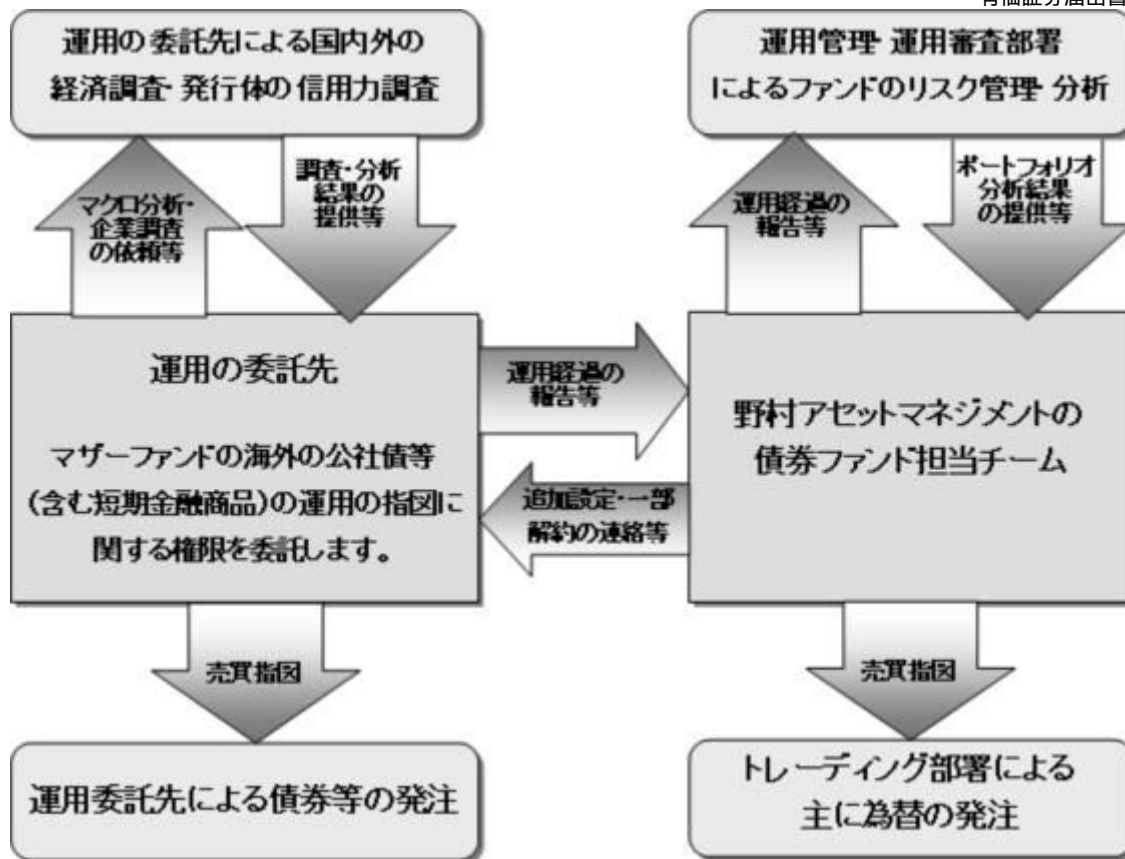 運用の委託先による国内外の
経済調査・発行体の信用力調査
運用管理・運用審査部署
によるファンドのリスク管理・分析
マクロ分析・
企業調査
の依頼等
調査・分析
結果の
提供等
運用経過の
報告等
ポートフォリオ
分析結果
の提供等
運用の委託先
マザーファンドの海外の公社債等
(含む短期金融商品)の運用の指図に
関する権限を委託します。
運用経過の
報告等
追加設定・一部
解約の連絡等
野村アセットマネジメントの
債券ファンド担当チーム
売買指図
売買指図
運用委託先による債券等の発注
トレーディング部署による
主に為替の発注